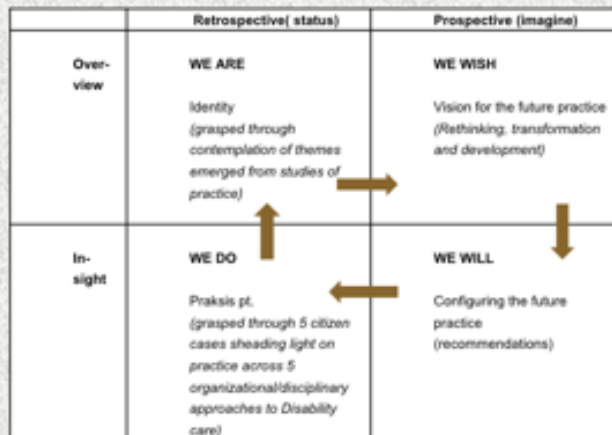 Retrospective( status)
Prospective (imagine)
Over-
view
WE ARE
Identity
(grasped through
contemplation of themes
emerged from studies of
practice)
WE WISH
Vision for the future practice
(Rethinking, transformation
and development)
In-
sight
WE DO
Praksis pt.
(grasped through 5 citizen
cases sheading light on
practice across 5
organizational/disciplinary
approaches to Disability
care)
WE WILL
Configuring the future
practice
(recommendations)